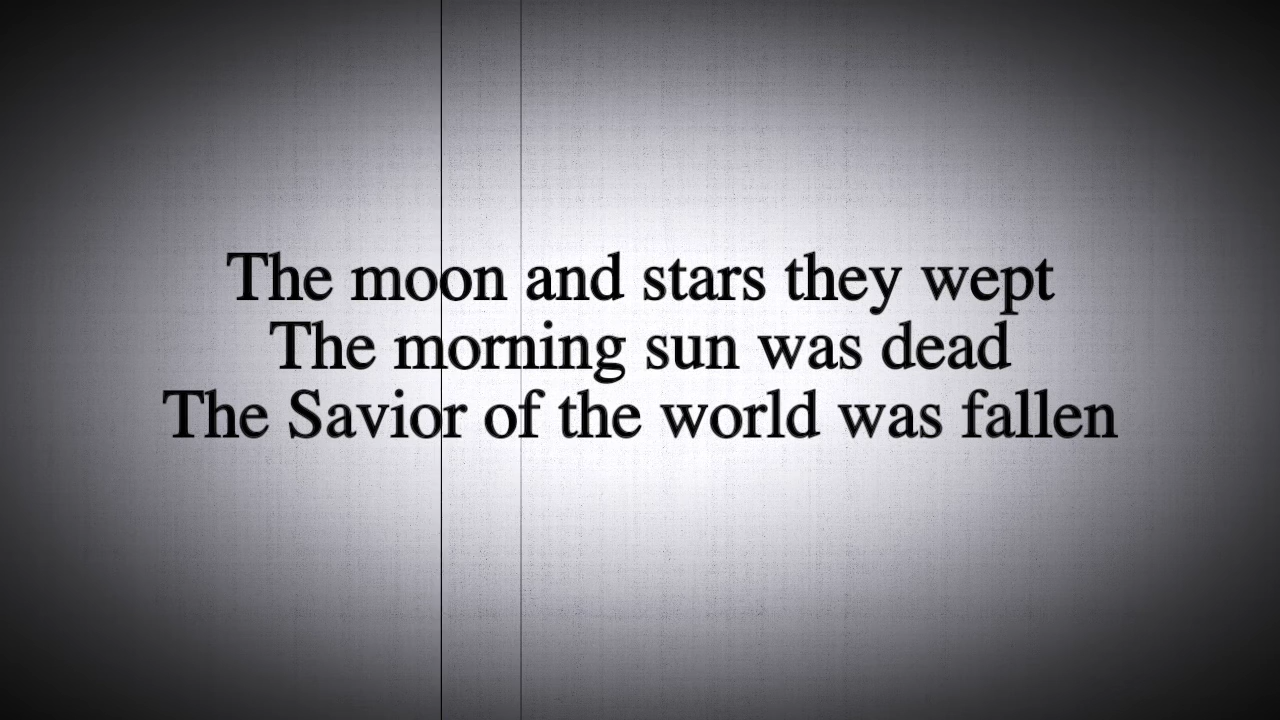 The moon and stars they wept
The morning sun was dead
The Savior of the world was fallen